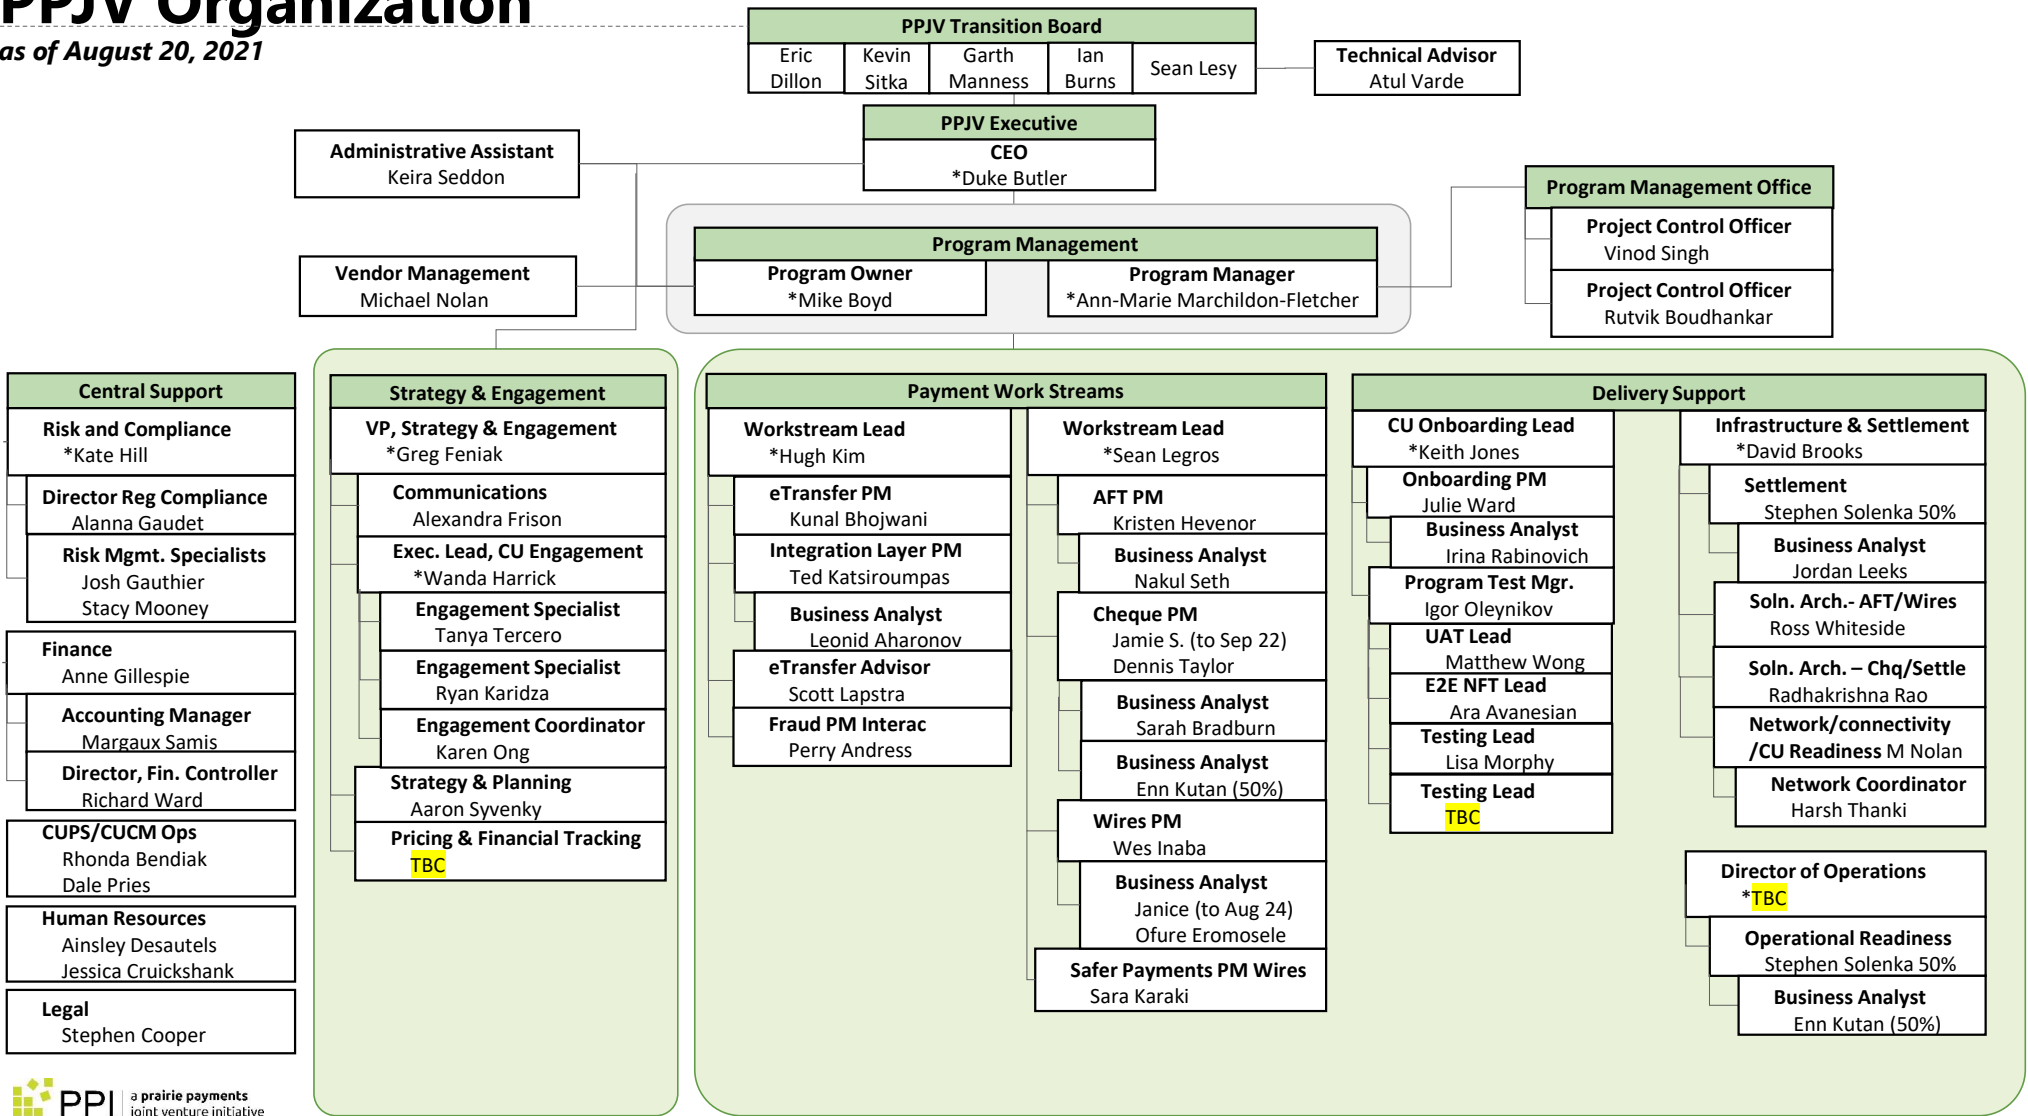 PPJV Organization
as of August 20, 2021
PPJV Transition Board
Eric
Dillon
Kevin
Sitka
Garth
Manness
Ian
Burns
Sean Lesy
Technical Advisor
Atul Varde
PPJV Executive
CEO
*Duke Butler
Administrative Assistant
Keira Seddon
Program Management Office
Project Control Officer
Vinod Singh
Project Control Officer
Rutvik Boudhankar
Program Management
Program Owner
*Mike Boyd
Program Manager
*Ann-Marie Marchildon-Fletcher
Vendor Management
Michael Nolan
Central Support
Risk and Compliance
*Kate Hill
Director Reg Compliance
Alanna Gaudet
Risk Mgmt. Specialists
Josh Gauthier
Stacy Mooney
Finance
Anne Gillespie
Accounting Manager
Margaux Samis
Director, Fin. Controller
Richard Ward
CUPS/CUCM Ops
Rhonda Bendiak
Dale Pries
Human Resources
Ainsley Desautels
Jessica Cruickshank
Legal
Stephen Cooper
Strategy & Engagement
VP, Strategy & Engagement
*Greg Feniak
Communications
Alexandra Frison
Exec. Lead, CU Engagement
*Wanda Harrick
Engagement Specialist
Tanya Tercero
Engagement Specialist
Ryan Karidza
Engagement Coordinator
Karen Ong
Strategy & Planning
Aaron Syvenky
Pricing & Financial Tracking
TBC
Payment Work Streams
Workstream Lead
*Hugh Kim
eTransfer PM
Kunal Bhojwani
Integration Layer PM
Ted Katsiroumpas
Business Analyst
Leonid Aharonov
eTransfer Advisor
Scott Lapstra
Fraud PM Interac
Perry Andress
Workstream Lead
*Sean Legros
AFT PM
Kristen Hevenor
Business Analyst
Nakul Seth
Cheque PM
Jamie S. (to Sep 22)
Dennis Taylor
Business Analyst
Sarah Bradburn
Business Analyst
Enn Kutan (50%)
Wires PM
Wes Inaba
Business Analyst
Janice (to Aug 24)
Ofure Eromosele
Safer Payments PM Wires
Sara Karaki
Delivery Support
CU Onboarding Lead
*Keith Jones
Onboarding PM
Julie Ward
Business Analyst
Irina Rabinovich
Program Test Mgr.
Igor Oleynikov
UAT Lead
Matthew Wong
E2E NFT Lead
Ara Avanesian
Testing Lead
Lisa Morphy
Testing Lead
TBC
Infrastructure & Settlement
*David Brooks
Settlement
Stephen Solenka 50%
Business Analyst
Jordan Leeks
Soln. Arch.- AFT/Wires
Ross Whiteside
Soln. Arch. – Chq/Settle
Radhakrishna Rao
Network/connectivity
/CU Readiness M Nolan
Network Coordinator
Harsh Thanki
Director of Operations
*TBC
Operational Readiness
Stephen Solenka 50%
Business Analyst
Enn Kutan (50%)
PPI
a prairie payments
joint venture initiative